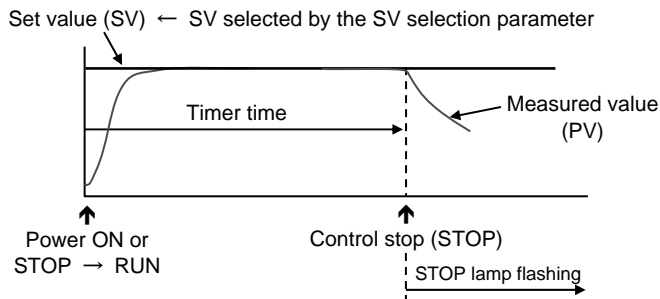 Set value (SV) ← SV selected by the SV selection parameter
Timer time
Measured value
(PV)
Power ON or
STOP → RUN
Control stop (STOP)
STOP lamp flashing